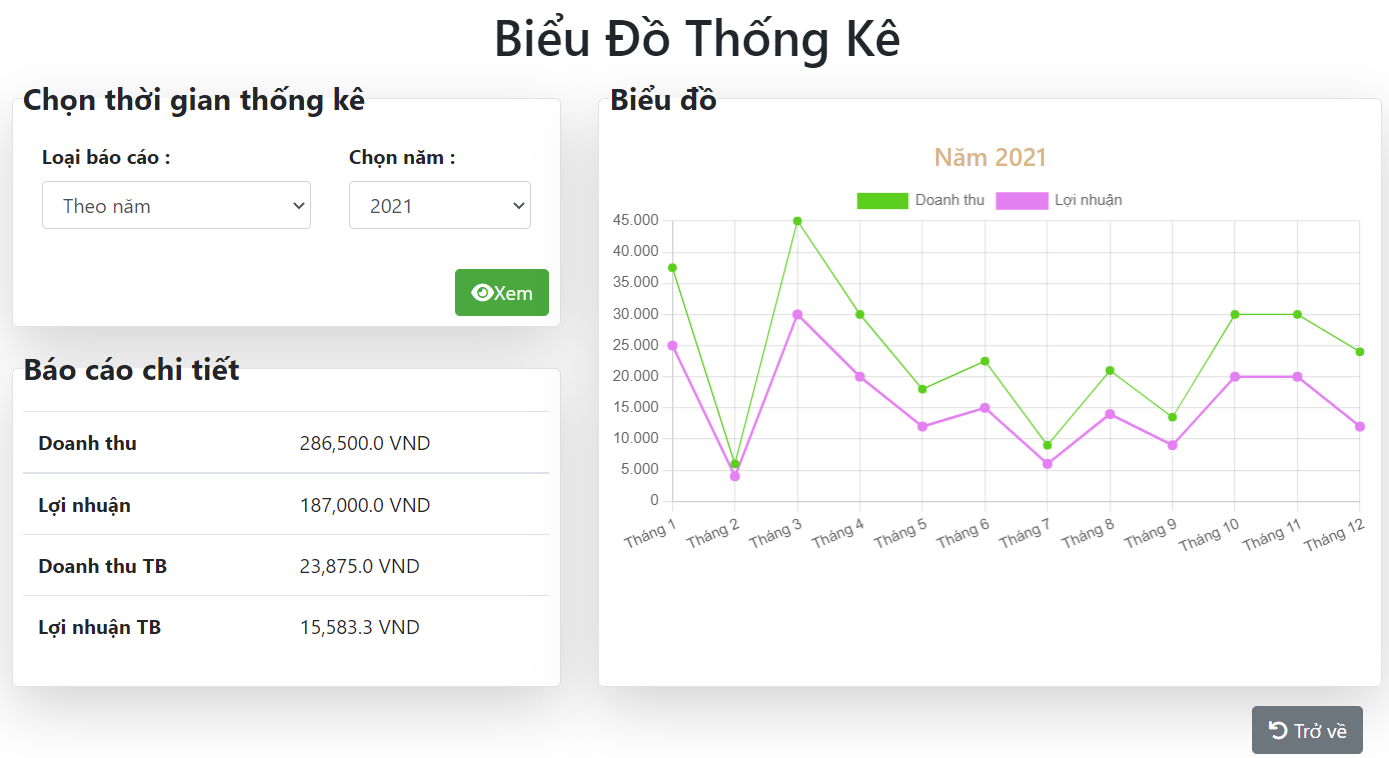 Biểu Đồ Thống Kê
Chọn thời gian thống kê
Loại báo cáo :
Chọn năm :
Theo năm
2021
Xem
Báo cáo chi tiết
Doanh thu 286,500.0 VND
Lợi nhuận 187,000.0 VND
Doanh thu TB 23,875.0 VND
Lợi nhuận TB 15,583.3 VND
Biểu đồ
Năm 2021
Doanh thu Lợi nhuận
45.000
40.000
35.000
30.000
25.000
20.000
15.000
10.000
5.000
0
Tháng 1 Tháng 2 Tháng 3 Tháng 4 Tháng 5 Tháng 6 Tháng 7 Tháng 8 Tháng 9 Tháng 10 Tháng 11 Tháng 12
Trở về